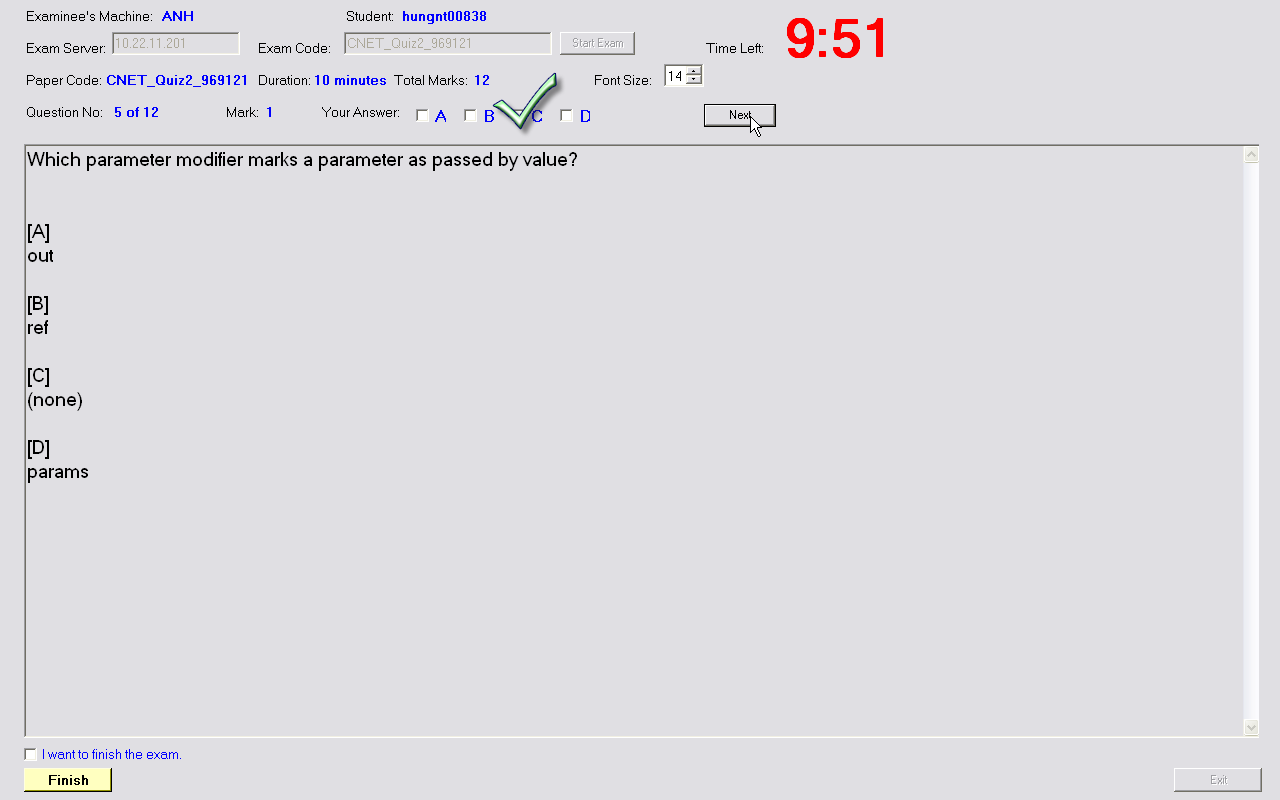 Examinee's Machine: ANH Student: hungnt00838
Exam Server: 10.22.11.201 Exam Code: CNET_Quiz2_969121 Start Exam Time Left: 9:51
Paper Code: CNET_Quiz2_969121 Duration: 10 minutes Total Marks: 12 Font Size: 14
Question No: 5 of 12 Mark: 1 Your Answer: A B C D Next
Which parameter modifier marks a parameter as passed by value?
[A]
out
[B]
ref
[C]
(none)
[D]
params
I want to finish the exam.
Finish Exit